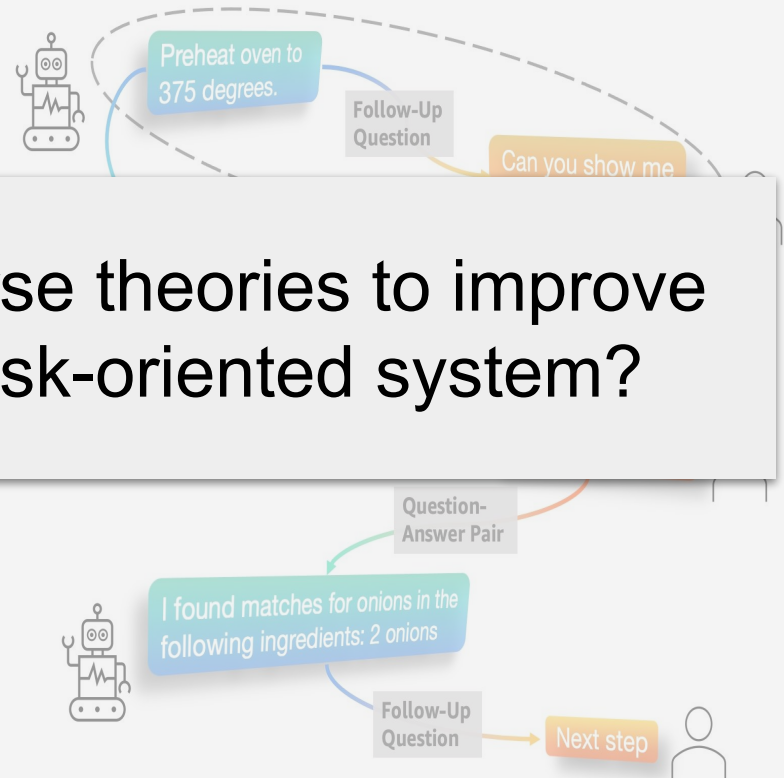 Preheat oven to
375 degrees.
Follow-Up
Question
Can you show me
se theories to improve
sk-oriented system?
Question-
Answer Pair
I found matches for onions in the
following ingredients: 2 onions
Follow-Up
Question
Next step